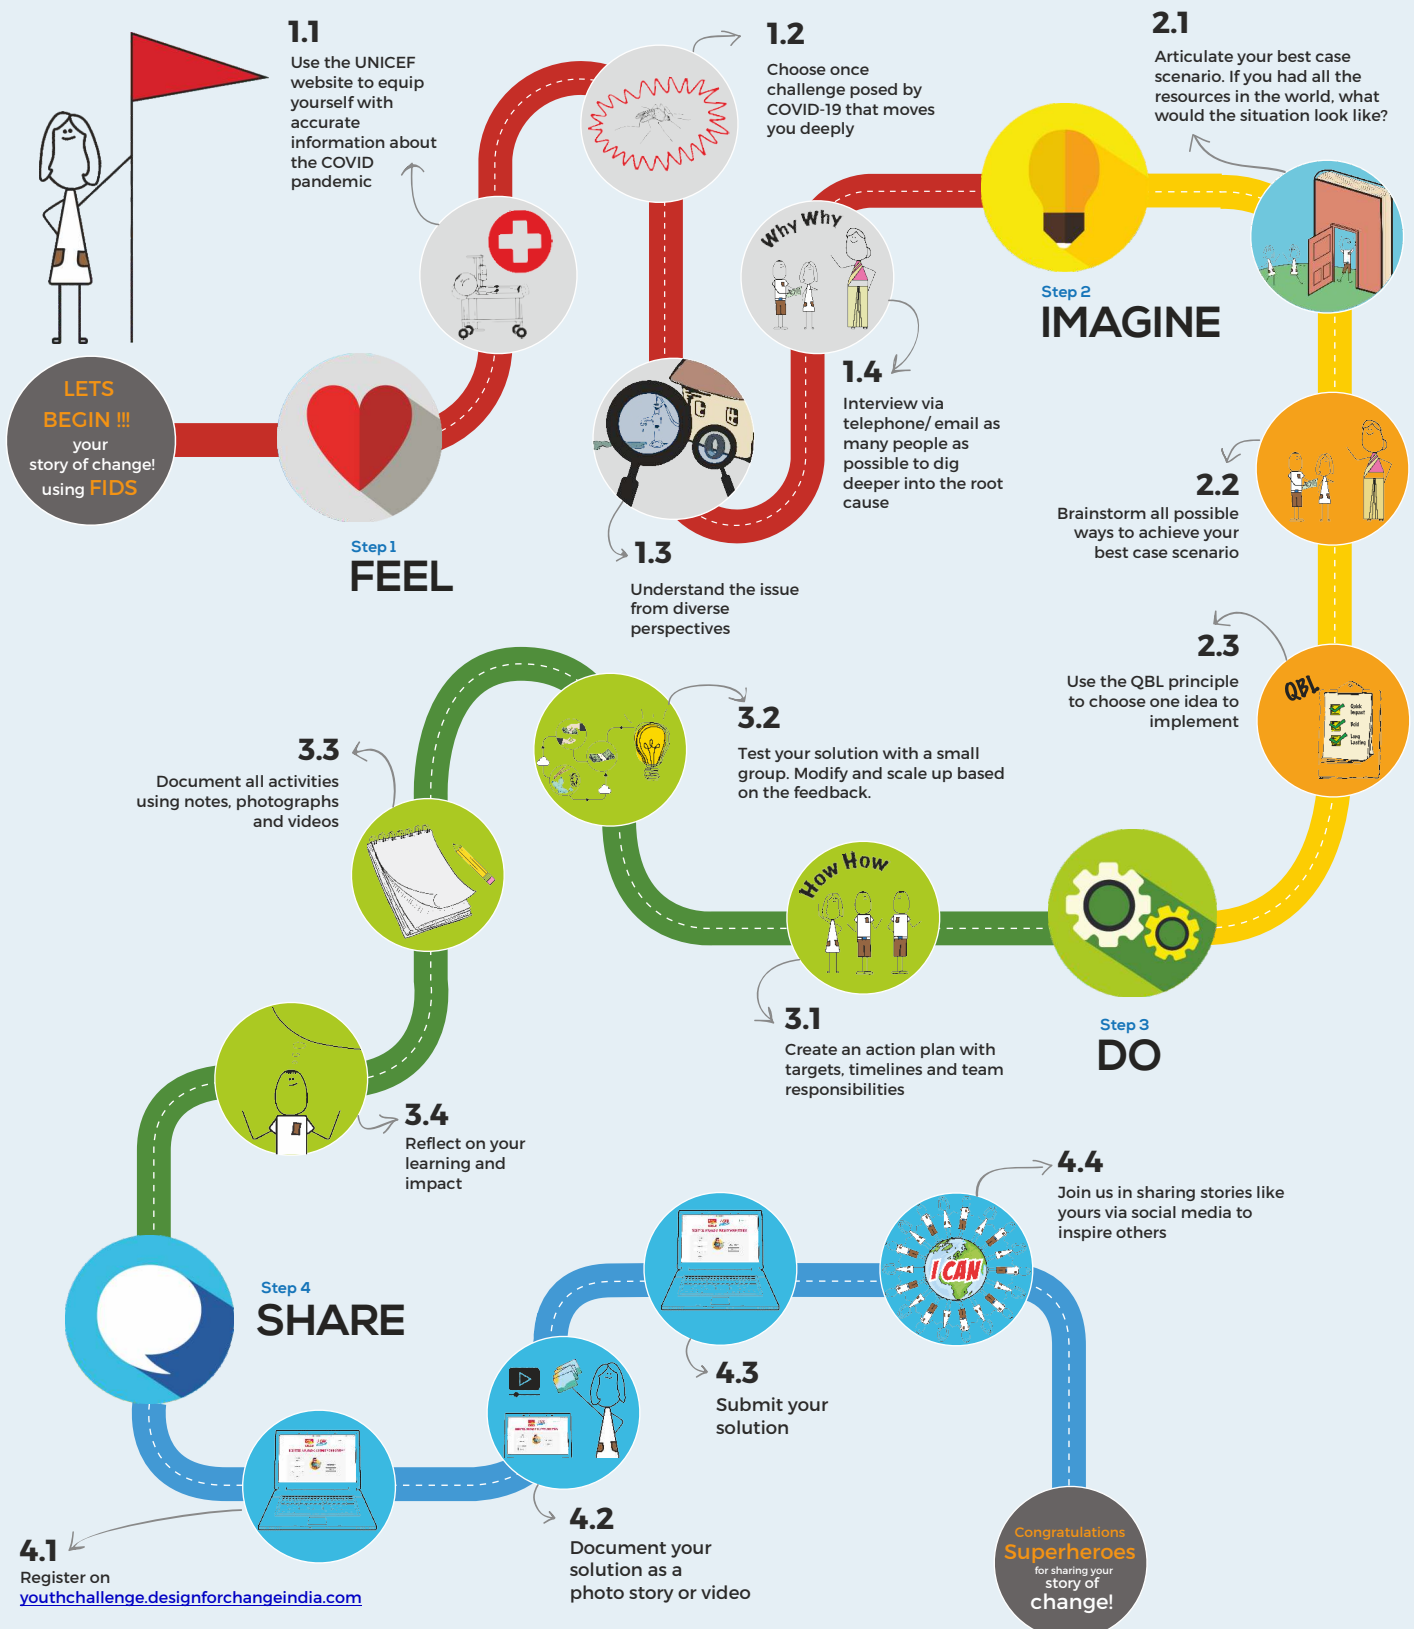 1.1
Use the UNICEF
website to equip
yourself with
accurate
information about
the COVID
pandemic
1.2
Choose once
challenge posed by
COVID-19 that moves
you deeply
2.1
Articulate your best case
scenario. If you had all the
resources in the world, what
would the situation look like?
Why Why
Step 2
IMAGINE
LETS
BEGIN !!!
your
story of change!
using FIDS
1.4
Interview via
telephone/ email as
many people as
possible to dig
deeper into the root
cause
Step 1
FEEL
1.3
Understand the issue
from diverse
perspectives
2.2
Brainstorm all possible
ways to achieve your
best case scenario
2.3
Use the QBL principle
to choose one idea to
implement
QBL
Quick
Impact
Bold
Long
Lasting
3.3
Document all activities
using notes, photographs
and videos
3.2
Test your solution with a small
group. Modify and scale up based
on the feedback.
How How
3.1
Create an action plan with
targets, timelines and team
responsibilities
Step 3
DO
3.4
Reflect on your
learning and
impact
4.4
Join us in sharing stories like
yours via social media to
inspire others
I CAN
Step 4
SHARE
4.3
Submit your
solution
4.2
Document your
solution as a
photo story or video
4.1
Register on
youthchallenge.designforchangeindia.com
Congratulations
Superheroes
for sharing your
story of
change!